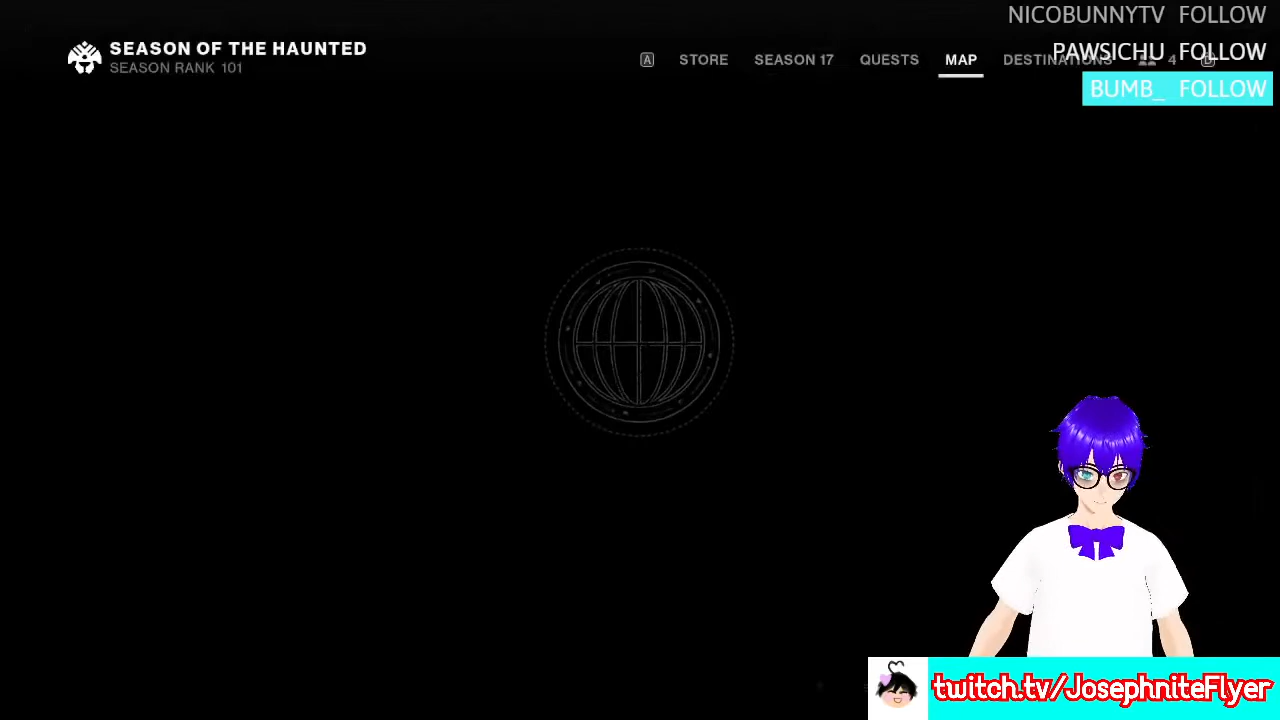 NICOBUNNYTV FOLLOW
SEASON OF THE HAUNTED
SEASON RANK 101
A STORE SEASON 17 QUESTS MAP DESTINATIONS 4 D
PAWSICHU FOLLOW
BUMB_ FOLLOW
twitch.tv/JosephniteFlyer